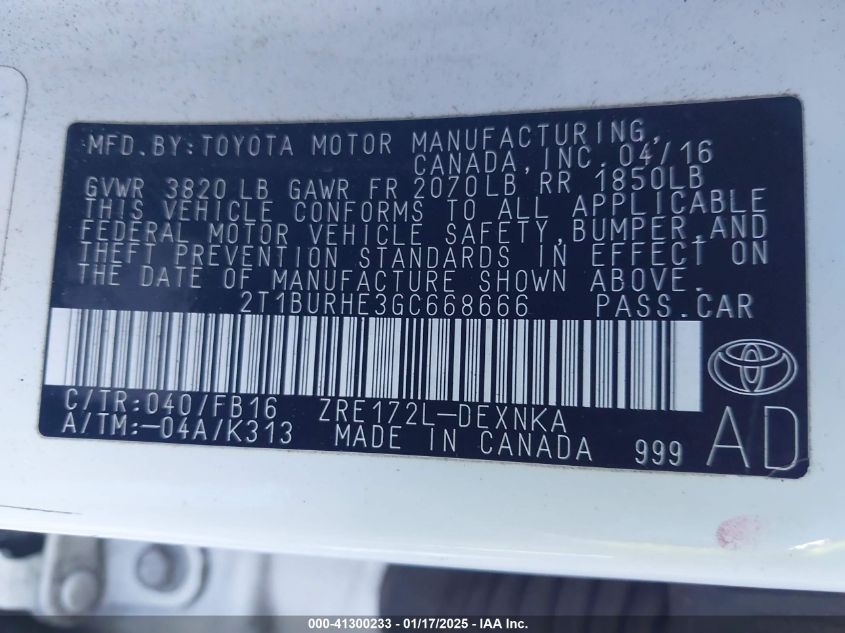 MFD. BY: TOYOTA MOTOR MANUFACTURING,
CANADA, INC. 04/16
GVWR 3820 LB GAWR FR 2070LB RR 1850LB
THIS VEHICLE CONFORMS TO ALL APPLICABLE
FEDERAL MOTOR VEHICLE SAFETY, BUMPER, AND
THEFT PREVENTION STANDARDS IN EFFECT ON
THE DATE OF MANUFACTURE SHOWN ABOVE.
2T1BURHE3GC668666 PASS.CAR
C/TR:040/FB16 ZRE172L-DEXNKA
A/TM:-04A/K313 MADE IN CANADA 999 AD
000-41300233 - 01/17/2025 - IAA Inc.